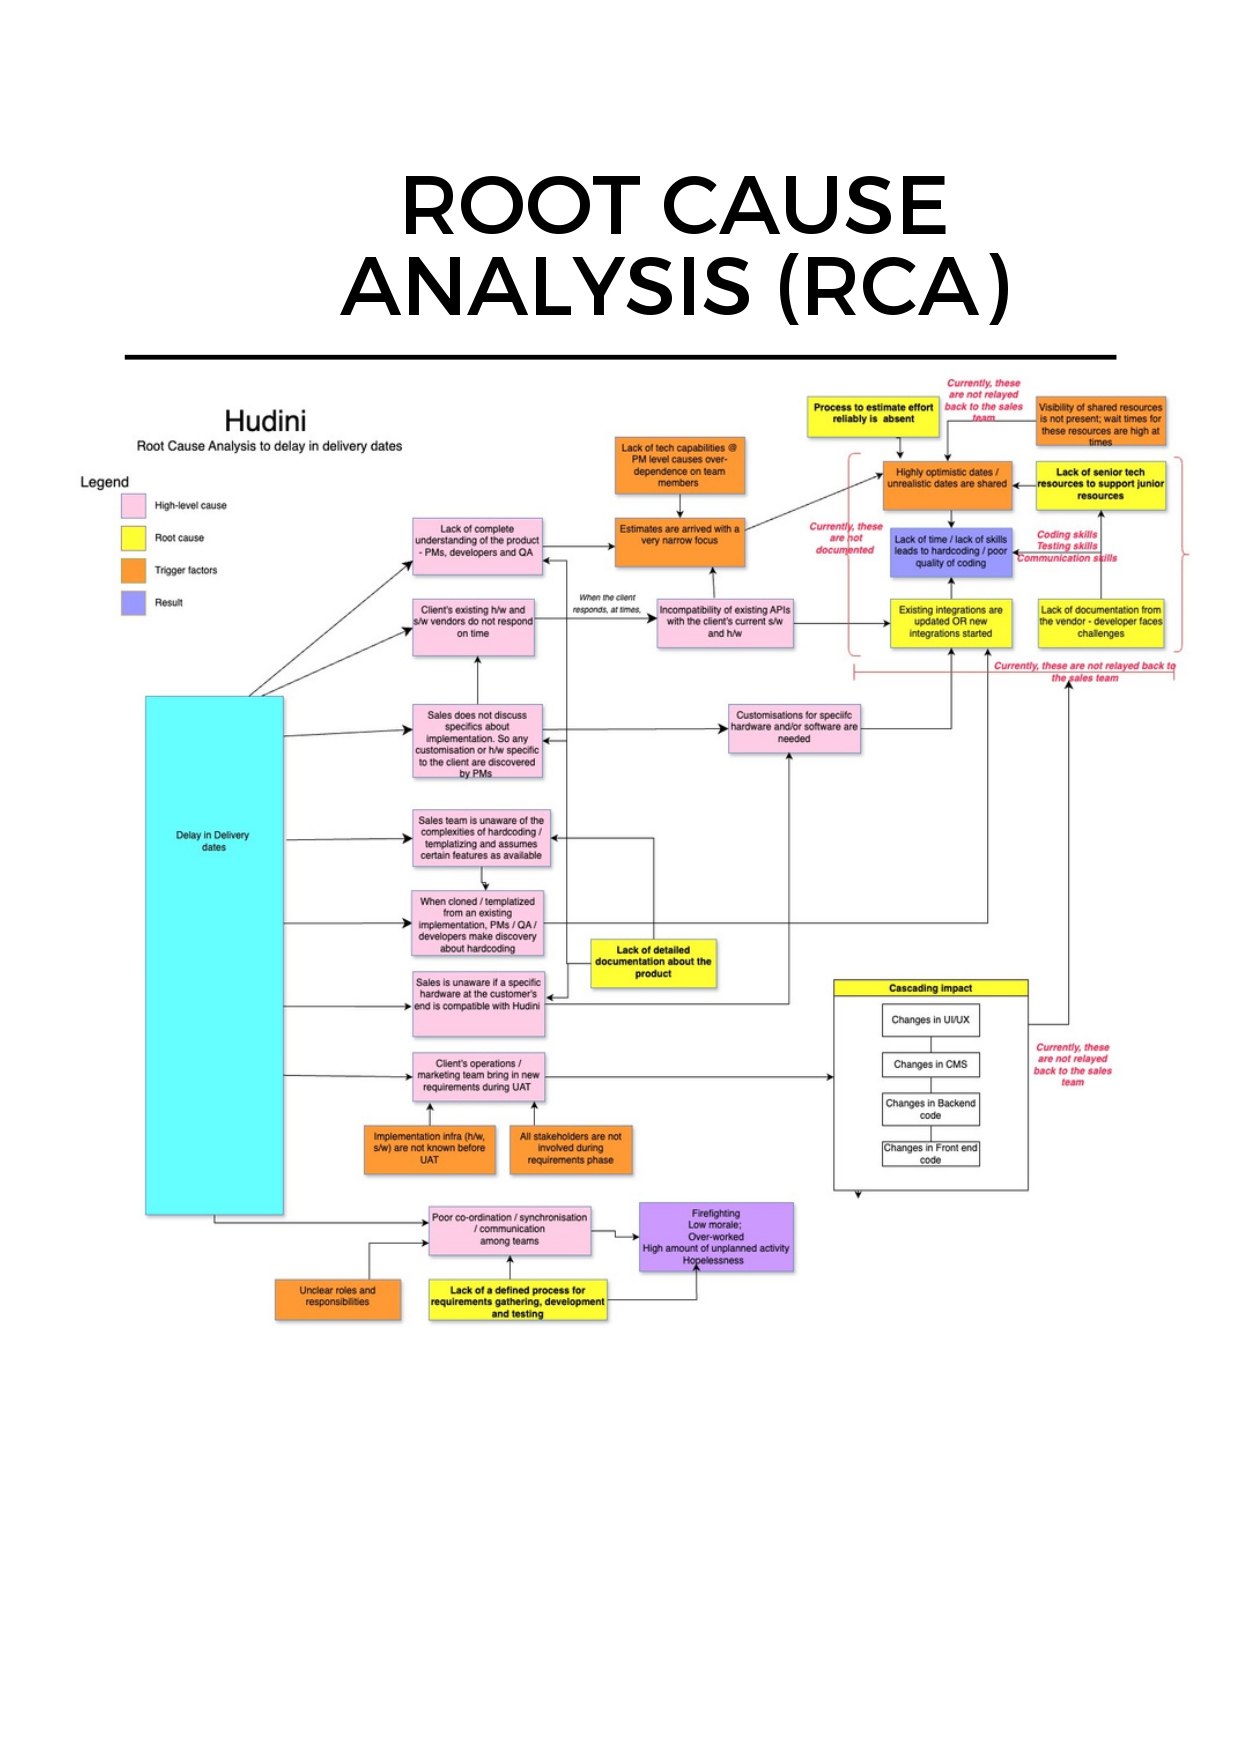 ROOT CAUSE
ANALYSIS (RCA)
Hudini
Root Cause Analysis to delay in delivery dates
Legend
High-level cause
Root cause
Trigger factors
Result
Delay in Delivery
dates
Lack of complete
understanding of the product
- PMs, developers and QA
Client's existing h/w and
s/w vendors do not respond
on time
Sales does not discuss
specifics about
implementation. So any
customisation or h/w specific
to the client are discovered
by PMs
Sales team is unaware of the
complexities of hardcoding /
templatizing and assumes
certain features as available
When cloned / templatized
from an existing
implementation, PMs / QA /
developers make discovery
about hardcoding
Sales is unaware if a specific
hardware at the customer's
end is compatible with Hudini
Client's operations /
marketing team bring in new
requirements during UAT
Implementation infra (h/w,
s/w) are not known before
UAT
All stakeholders are not
involved during
requirements phase
Poor co-ordination / synchronisation
/ communication
among teams
Unclear roles and
responsibilities
Lack of a defined process for
requirements gathering, development
and testing
Firefighting
Low morale;
Over-worked
High amount of unplanned activity
Hopelessness
Lack of tech capabilities @
PM level causes over-
dependence on team
members
Estimates are arrived with a
very narrow focus
When the client
responds, at times,
Incompatibility of existing APIs
with the client's current s/w
and h/w
Customisations for speciifc
hardware and/or software are
needed
Lack of detailed
documentation about the
product
Process to estimate effort
reliably is absent
Currently, these
are not relayed
back to the sales
team
Visibility of shared resources
is not present; wait times for
these resources are high at
times
Highly optimistic dates /
unrealistic dates are shared
Lack of senior tech
resources to support junior
resources
Currently, these
are not
documented
Lack of time / lack of skills
leads to hardcoding / poor
quality of coding
Coding skills
Testing skills
Communication skills
Existing integrations are
updated OR new
integrations started
Lack of documentation from
the vendor - developer faces
challenges
Currently, these are not relayed back to
the sales team
Cascading impact
Changes in UI/UX
Changes in CMS
Changes in Backend
code
Changes in Front end
code
Currently, these
are not relayed
back to the sales
team